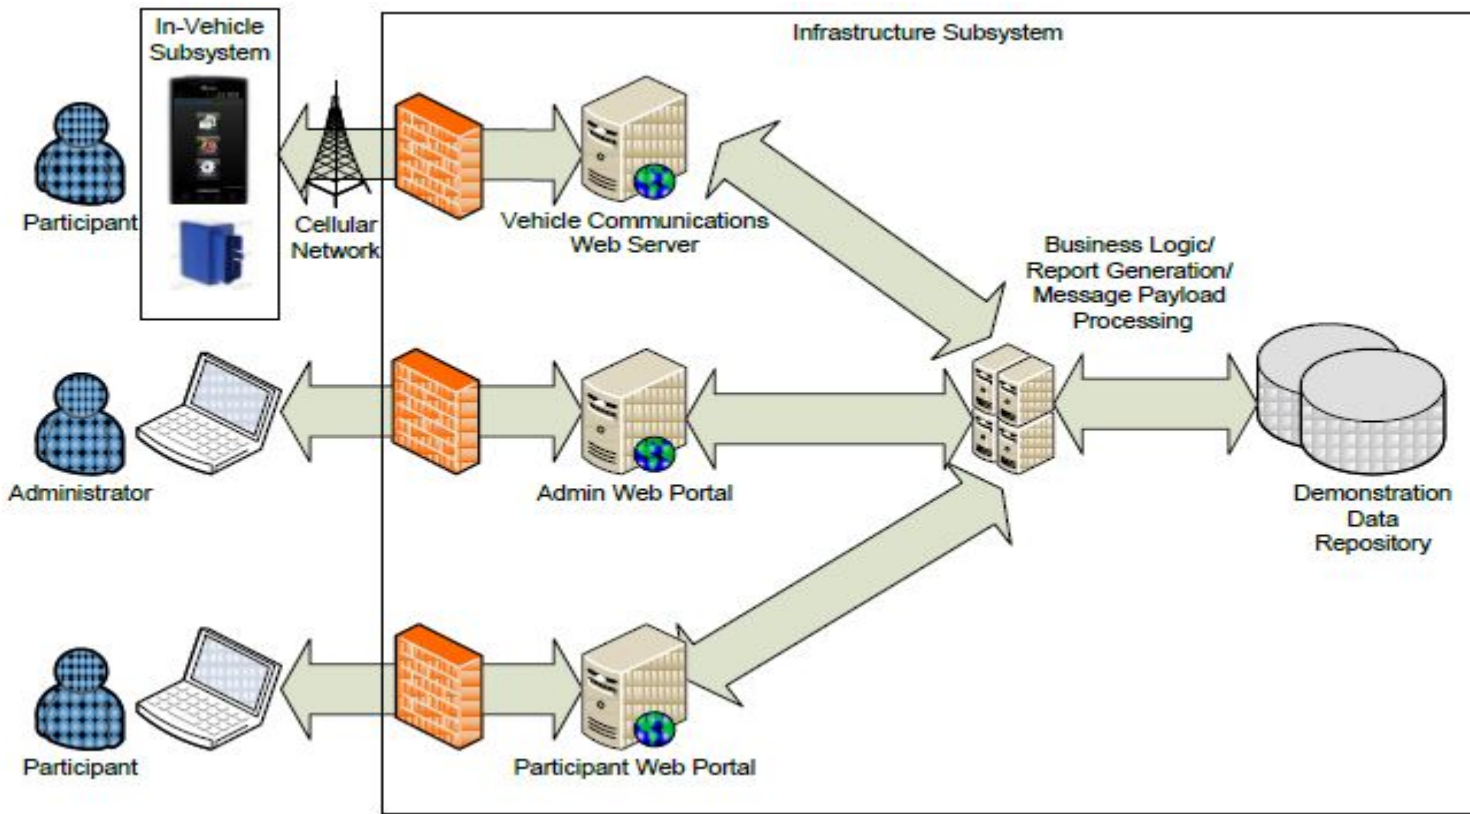 In-Vehicle
Subsystem
Infrastructure Subsystem
Participant
Cellular
Network
Vehicle Communications
Web Server
Business Logic/
Report Generation/
Message Payload
Processing
Administrator
Admin Web Portal
Demonstration
Data
Repository
Participant
Participant Web Portal